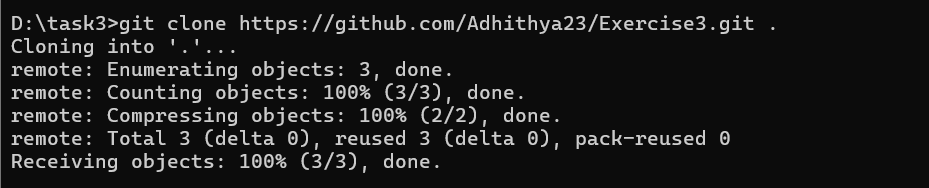 D:\task3>git clone https://github.com/Adhithya23/Exercise3.git .
Cloning into '.'...
remote: Enumerating objects: 3, done.
remote: Counting objects: 100% (3/3), done.
remote: Compressing objects: 100% (2/2), done.
remote: Total 3 (delta 0), reused 3 (delta 0), pack-reused 0
Receiving objects: 100% (3/3), done.